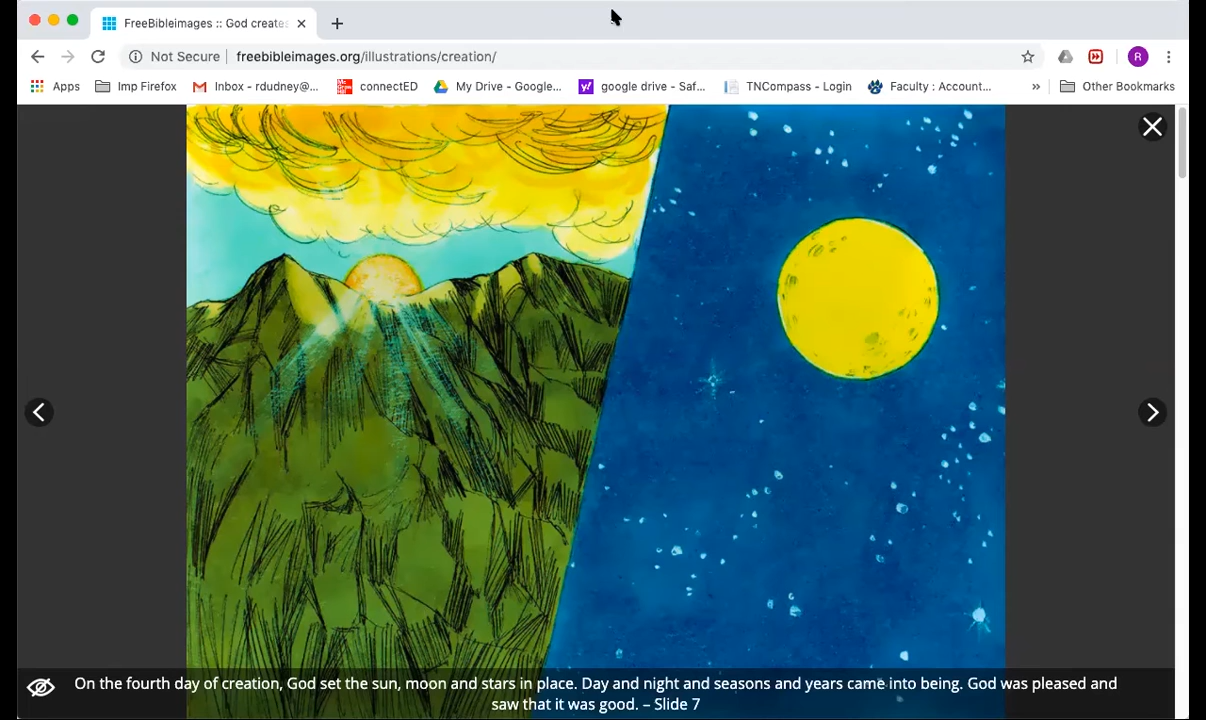 FreeBibleimages :: God creates
Not Secure freebibleimages.org/illustrations/creation/
R
Apps Imp Firefox Inbox - rdudney@... connectED My Drive - Google... google drive - Saf... TNCompass - Login Faculty : Account... » Other Bookmarks
On the fourth day of creation, God set the sun, moon and stars in place. Day and night and seasons and years came into being. God was pleased and
saw that it was good. – Slide 7